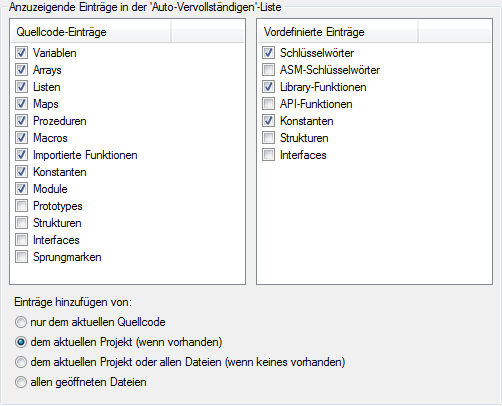 Anzuzeigende Einträge in der 'Auto-Vervollständigen'-Liste
Quellcode-Einträge
Variablen
Arrays
Listen
Maps
Prozeduren
Macros
Importierte Funktionen
Konstanten
Module
Prototypes
Strukturen
Interfaces
Sprungmarken
Vordefinierte Einträge
Schlüsselwörter
ASM-Schlüsselwörter
Library-Funktionen
API-Funktionen
Konstanten
Strukturen
Interfaces
Einträge hinzufügen von:
nur dem aktuellen Quellcode
dem aktuellen Projekt (wenn vorhanden)
dem aktuellen Projekt oder allen Dateien (wenn keines vorhanden)
allen geöffneten Dateien